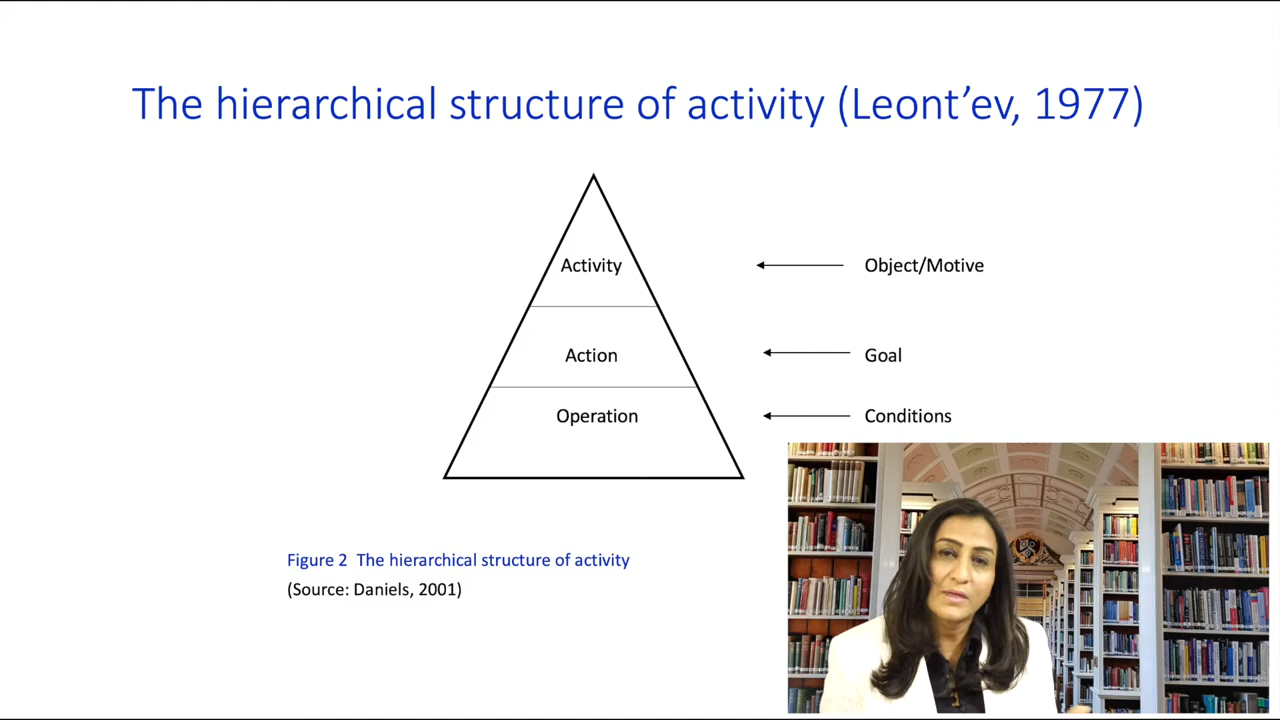 The hierarchical structure of activity (Leont’ev, 1977)
Activity
Object/Motive
Action
Goal
Operation
Conditions
Figure 2 The hierarchical structure of activity
(Source: Daniels, 2001)